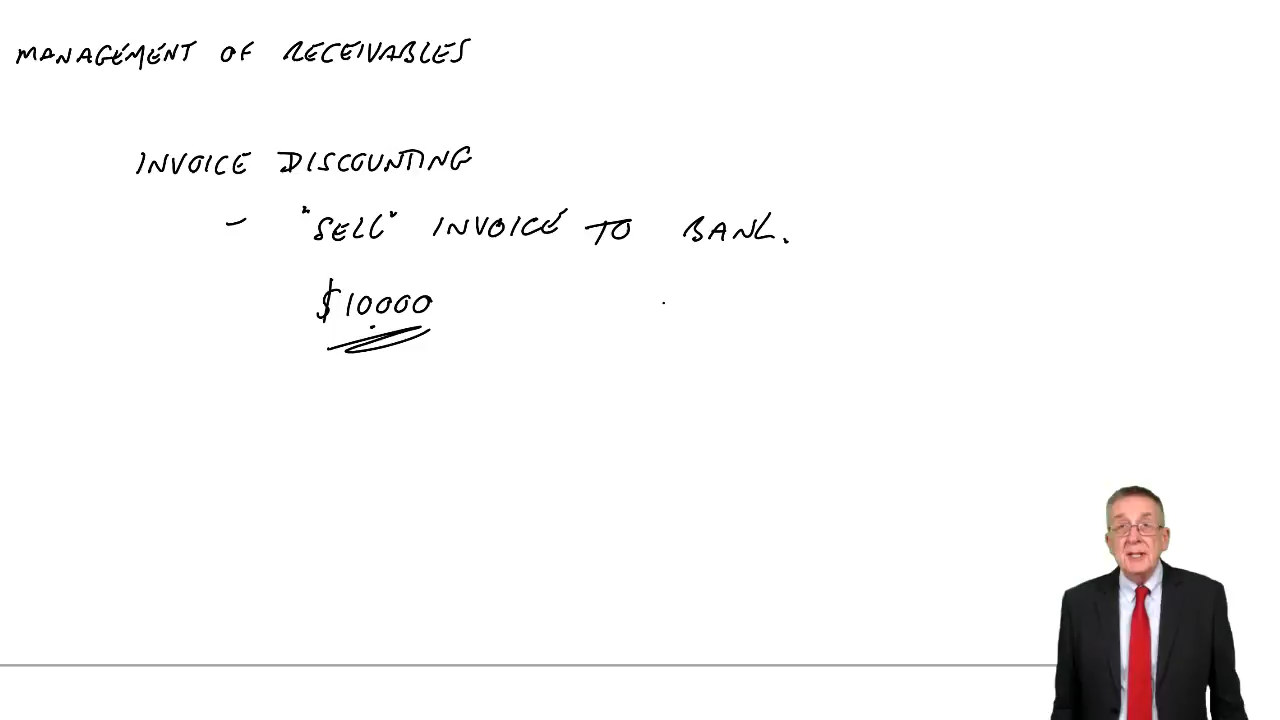 MANAGEMENT OF RECEIVABLES
INVOICE DISCOUNTING
- "SELL" INVOICE TO BANK.
$10000